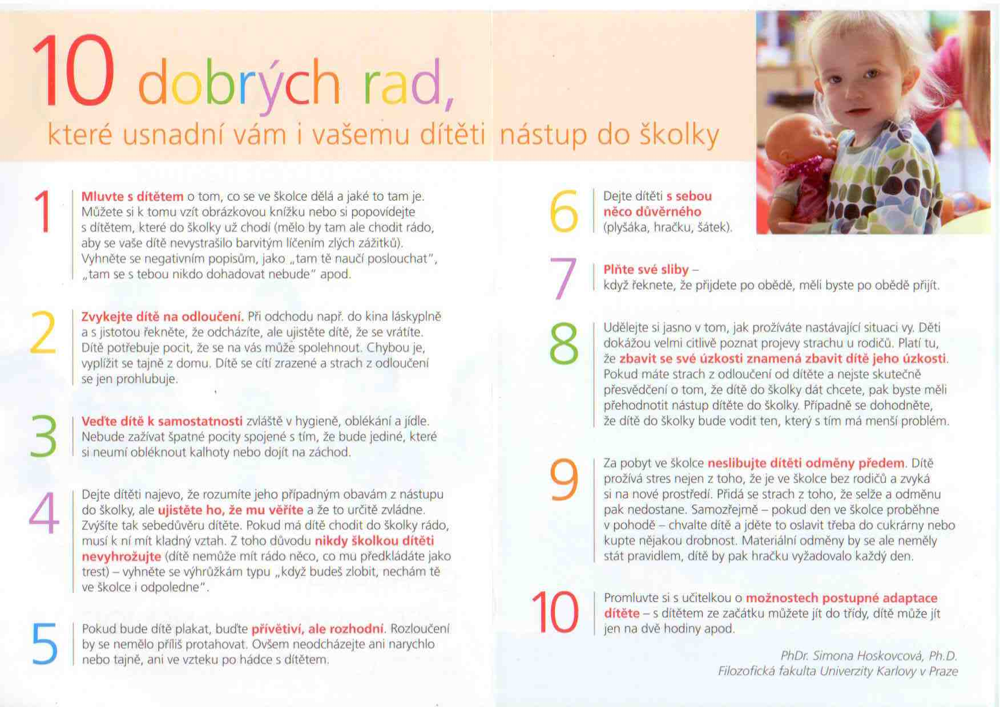 10 dobrých rad,
které usnadní vám i vašemu dítěti nástup do školky
1
Mluvte s dítětem o tom, co se ve školce dělá a jaké to tam je.
Můžete si k tomu vzít obrázkovou knížku nebo si popovídejte
s dítětem, které do školky už chodí (mělo by tam ale chodit rádo,
aby se vaše dítě nevystrašilo barvitým líčením zlých zážitků).
Vyhněte se negativním popisům, jako „tam tě naučí poslouchat“,
„tam se s tebou nikdo dohadovat nebude“ apod.
2
Zvykejte dítě na odloučení. Při odchodu např. do kina láskyplně
a s jistotou řekněte, že odcházíte, ale ujistěte dítě, že se vrátíte.
Dítě potřebuje pocit, že se na vás může spolehnout. Chybou je,
vyplížit se tajně z domu. Dítě se cítí zrazené a strach z odloučení
se jen prohlubuje.
3
Veďte dítě k samostatnosti zvláště v hygieně, oblékání a jídle.
Nebude zažívat špatné pocity spojené s tím, že bude jediné, které
si neumí obléknout kalhoty nebo dojít na záchod.
4
Dejte dítěti najevo, že rozumíte jeho případným obavám z nástupu
do školky, ale ujistěte ho, že mu věříte a že to určitě zvládne.
Zvýšíte tak sebedůvěru dítěte. Pokud má dítě chodit do školky rádo,
musí k ní mít kladný vztah. Z toho důvodu nikdy školkou dítěti
nevyhrožujte (dítě nemůže mít rádo něco, co mu předkládáte jako
trest) – vyhněte se výhrůžkám typu „když budeš zlobit, nechám tě
ve školce i odpoledne“.
5
Pokud bude dítě plakat, buďte přívětiví, ale rozhodní. Rozloučení
by se nemělo příliš protahovat. Ovšem neodcházejte ani narychlo
nebo tajně, ani ve vzteku po hádce s dítětem.
6
Dejte dítěti s sebou
něco důvěrného
(plyšáka, hračku, šátek).
7
Plňte své sliby –
když řeknete, že přijdete po obědě, měli byste po obědě přijít.
8
Udělejte si jasno v tom, jak prožíváte nastávající situaci vy. Děti
dokážou velmi citlivě poznat projevy strachu u rodičů. Platí tu,
že zbavit se své úzkosti znamená zbavit dítě jeho úzkosti.
Pokud máte strach z odloučení od dítěte a nejste skutečně
přesvědčení o tom, že dítě do školky dát chcete, pak byste měli
přehodnotit nástup dítěte do školky. Případně se dohodněte,
že dítě do školky bude vodit ten, který s tím má menší problém.
9
Za pobyt ve školce neslibujte dítěti odměny předem. Dítě
prožívá stres nejen z toho, že je ve školce bez rodičů a zvyká
si na nové prostředí. Přidá se strach z toho, že selže a odměnu
pak nedostane. Samozřejmě – pokud den ve školce proběhne
v pohodě – chvalte dítě a jděte to oslavit třeba do cukrárny nebo
kupte nějakou drobnost. Materiální odměny by se ale neměly
stát pravidlem, dítě by pak hračku vyžadovalo každý den.
10
Promluvte si s učitelkou o možnostech postupné adaptace
dítěte – s dítětem ze začátku můžete jít do třídy, dítě může jít
jen na dvě hodiny apod.
PhDr. Simona Hoskovcová, Ph.D.
Filozofická fakulta Univerzity Karlovy v Praze